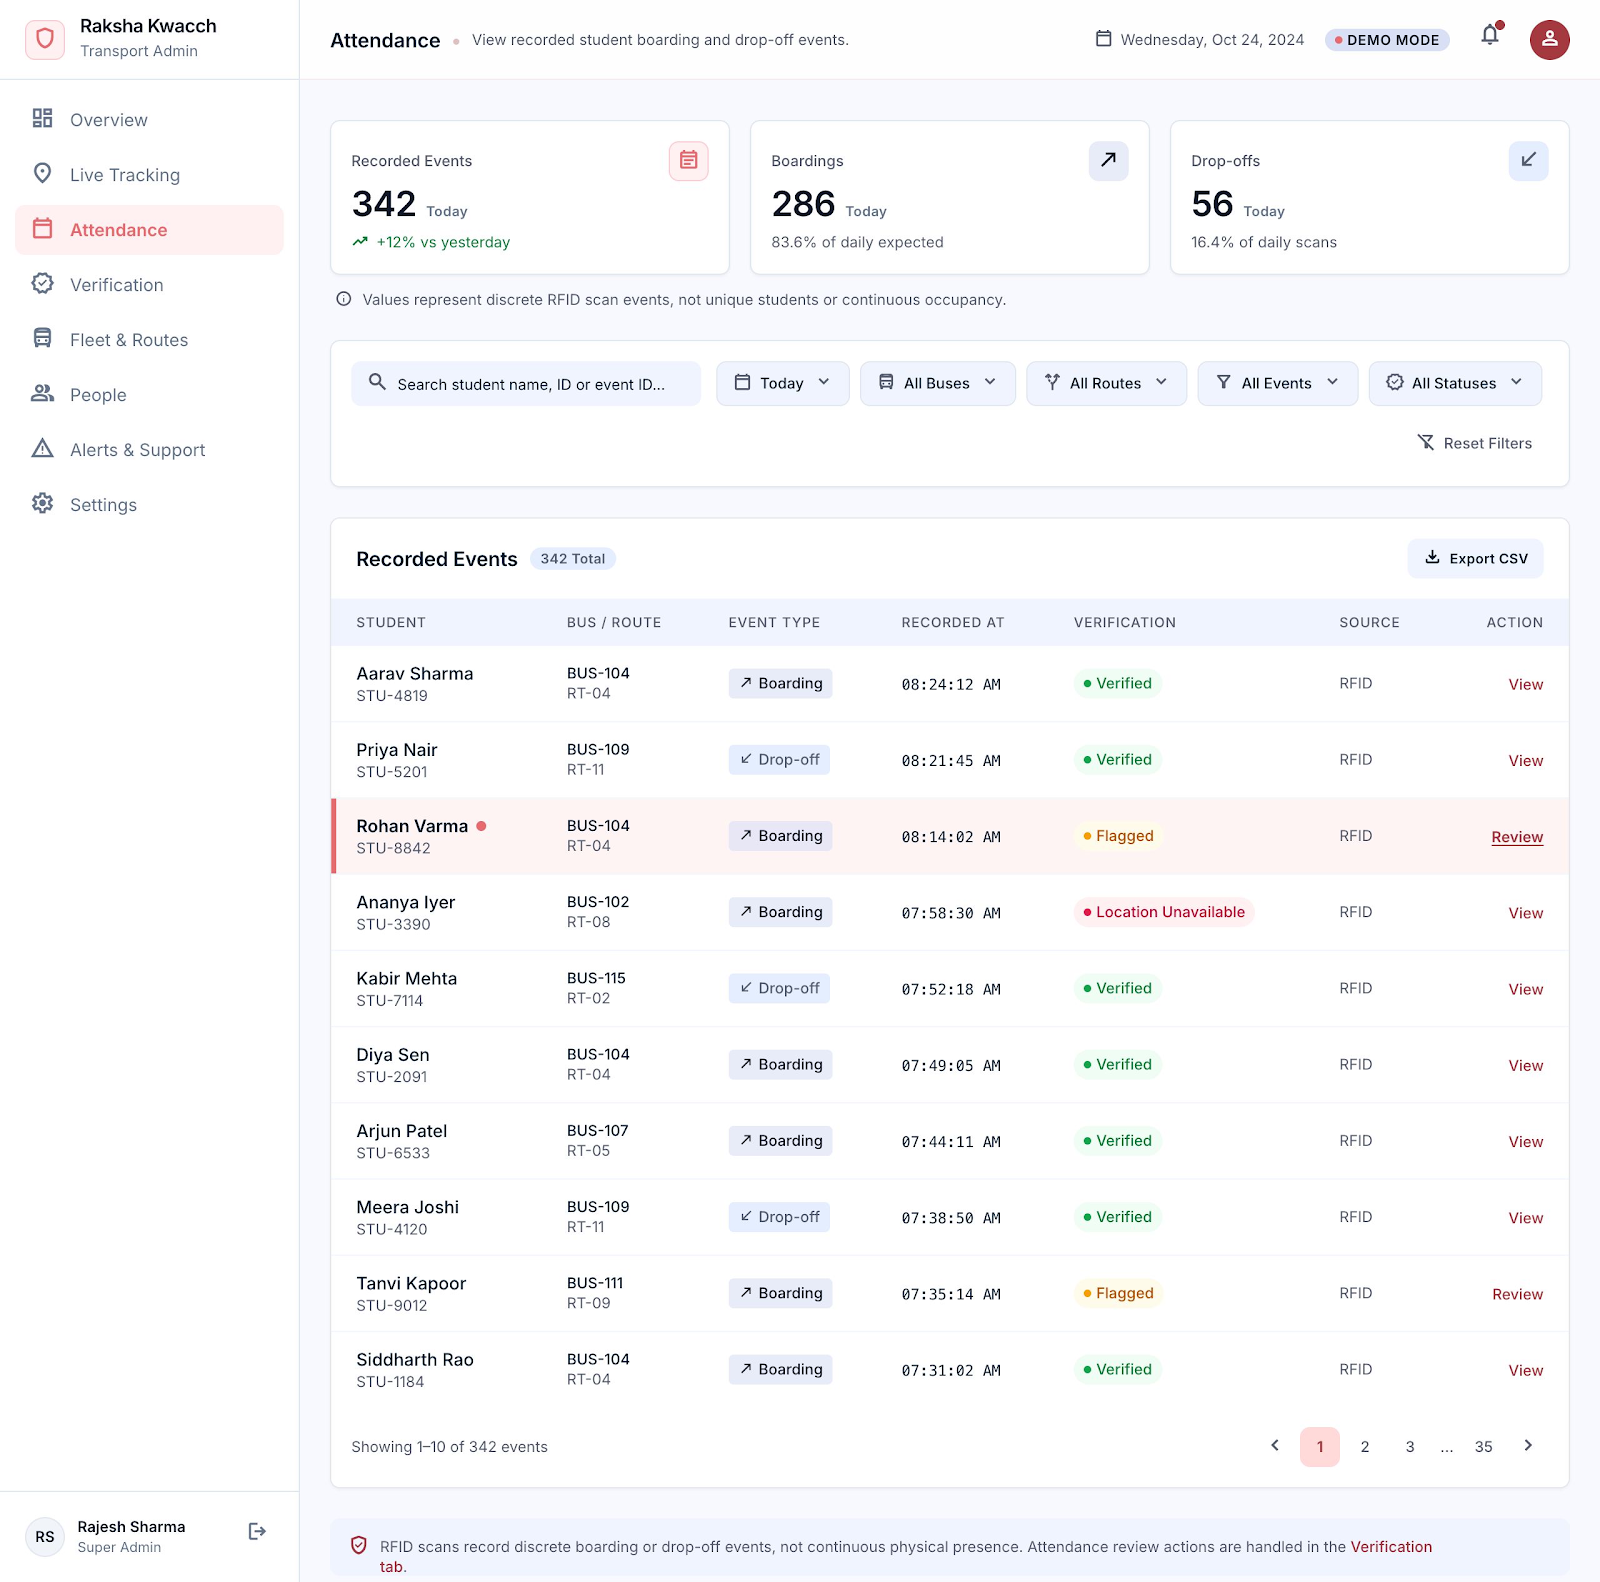 Raksha Kwacch
Transport Admin
Overview
Live Tracking
Attendance
Verification
Fleet & Routes
People
Alerts & Support
Settings
RS
Rajesh Sharma
Super Admin
Attendance
View recorded student boarding and drop-off events.
Wednesday, Oct 24, 2024
DEMO MODE
Recorded Events
342 Today
+12% vs yesterday
Boardings
286 Today
83.6% of daily expected
Drop-offs
56 Today
16.4% of daily scans
Values represent discrete RFID scan events, not unique students or continuous occupancy.
Search student name, ID or event ID...
Today
All Buses
All Routes
All Events
All Statuses
Reset Filters
Recorded Events 342 Total
Export CSV
STUDENT BUS / ROUTE EVENT TYPE RECORDED AT VERIFICATION SOURCE ACTION
Aarav Sharma BUS-104 Boarding 08:24:12 AM Verified RFID View
STU-4819 RT-04
Priya Nair BUS-109 Drop-off 08:21:45 AM Verified RFID View
STU-5201 RT-11
Rohan Varma BUS-104 Boarding 08:14:02 AM Flagged RFID Review
STU-8842 RT-04
Ananya Iyer BUS-102 Boarding 07:58:30 AM Location Unavailable RFID View
STU-3390 RT-08
Kabir Mehta BUS-115 Drop-off 07:52:18 AM Verified RFID View
STU-7114 RT-02
Diya Sen BUS-104 Boarding 07:49:05 AM Verified RFID View
STU-2091 RT-04
Arjun Patel BUS-107 Boarding 07:44:11 AM Verified RFID View
STU-6533 RT-05
Meera Joshi BUS-109 Drop-off 07:38:50 AM Verified RFID View
STU-4120 RT-11
Tanvi Kapoor BUS-111 Boarding 07:35:14 AM Flagged RFID Review
STU-9012 RT-09
Siddharth Rao BUS-104 Boarding 07:31:02 AM Verified RFID View
STU-1184 RT-04
Showing 1–10 of 342 events
1 2 3 ... 35
RFID scans record discrete boarding or drop-off events, not continuous physical presence. Attendance review actions are handled in the Verification
tab.